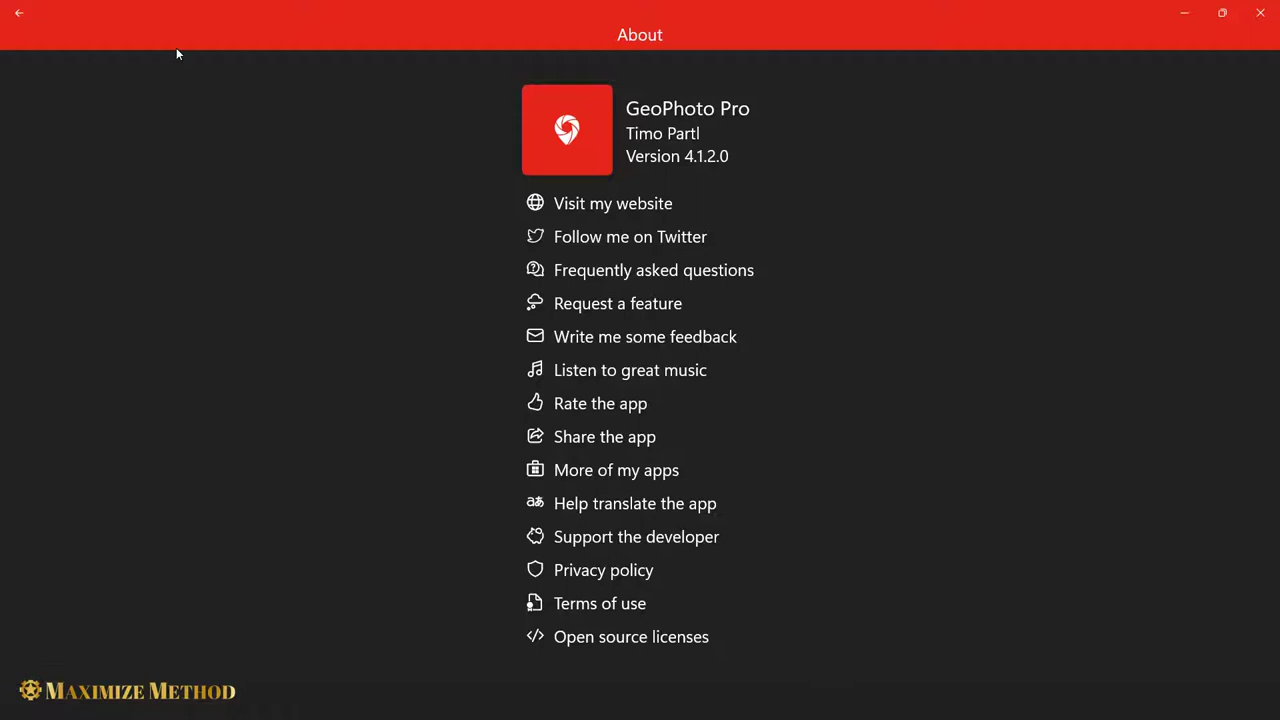 About
GeoPhoto Pro
Timo Partl
Version 4.1.2.0
Visit my website
Follow me on Twitter
Frequently asked questions
Request a feature
Write me some feedback
Listen to great music
Rate the app
Share the app
More of my apps
Help translate the app
Support the developer
Privacy policy
Terms of use
Open source licenses
MAXIMIZE METHOD